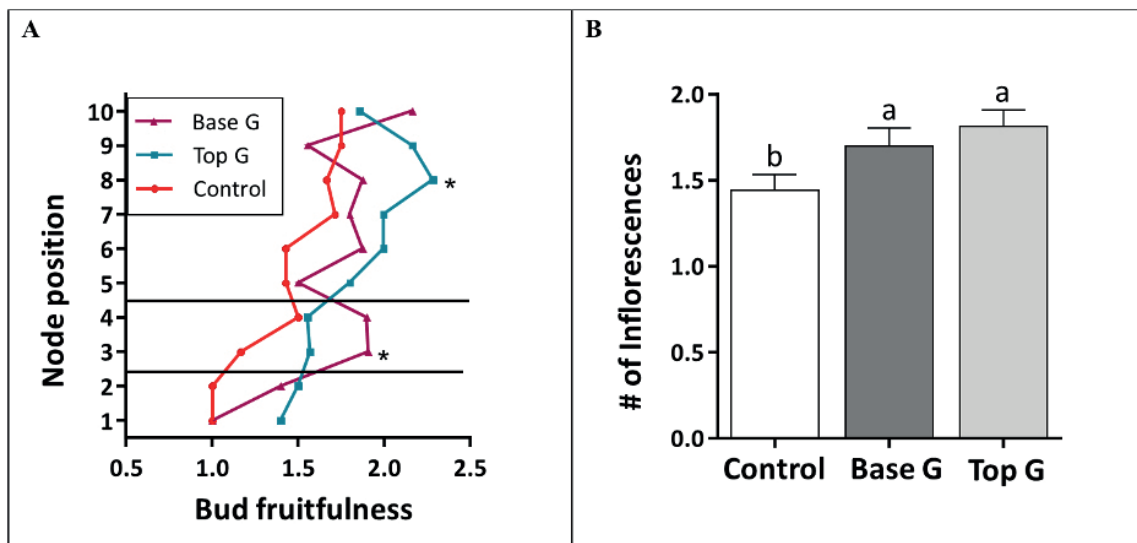 A
Node position
10
9
8
7
6
5
4
3
2
1
Base G
Top G
Control
*
*
0.5 1.0 1.5 2.0 2.5
Bud fruitfulness
B
# of Inflorescences
2.0
1.5
1.0
0.5
0.0
b a a
Control Base G Top G